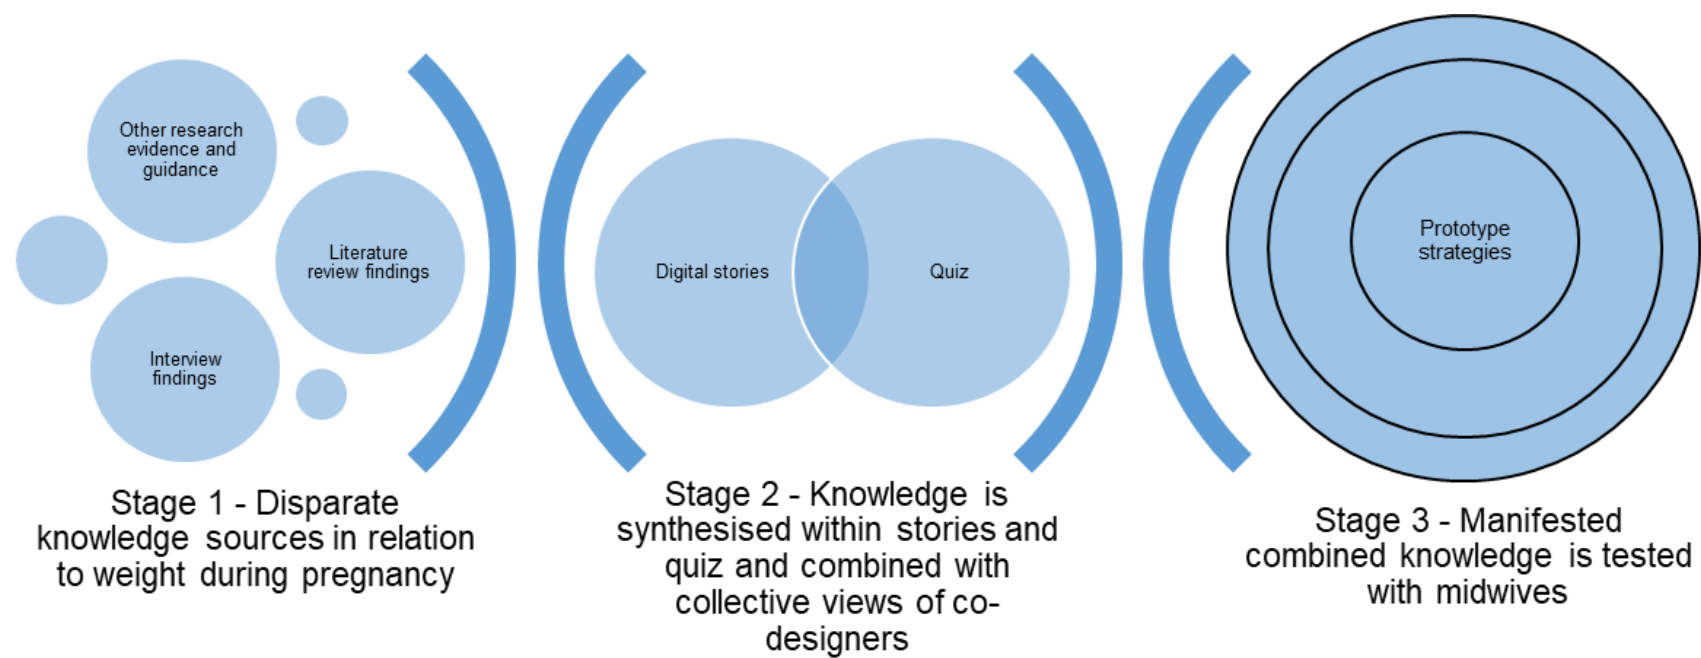 Other research
evidence and
guidance
Literature
review findings
Interview
findings
Stage 1 - Disparate
knowledge sources in relation
to weight during pregnancy
Digital stories
Quiz
Stage 2 - Knowledge is
synthesised within stories and
quiz and combined with
collective views of co-
designers
Prototype
strategies
Stage 3 - Manifested
combined knowledge is tested
with midwives